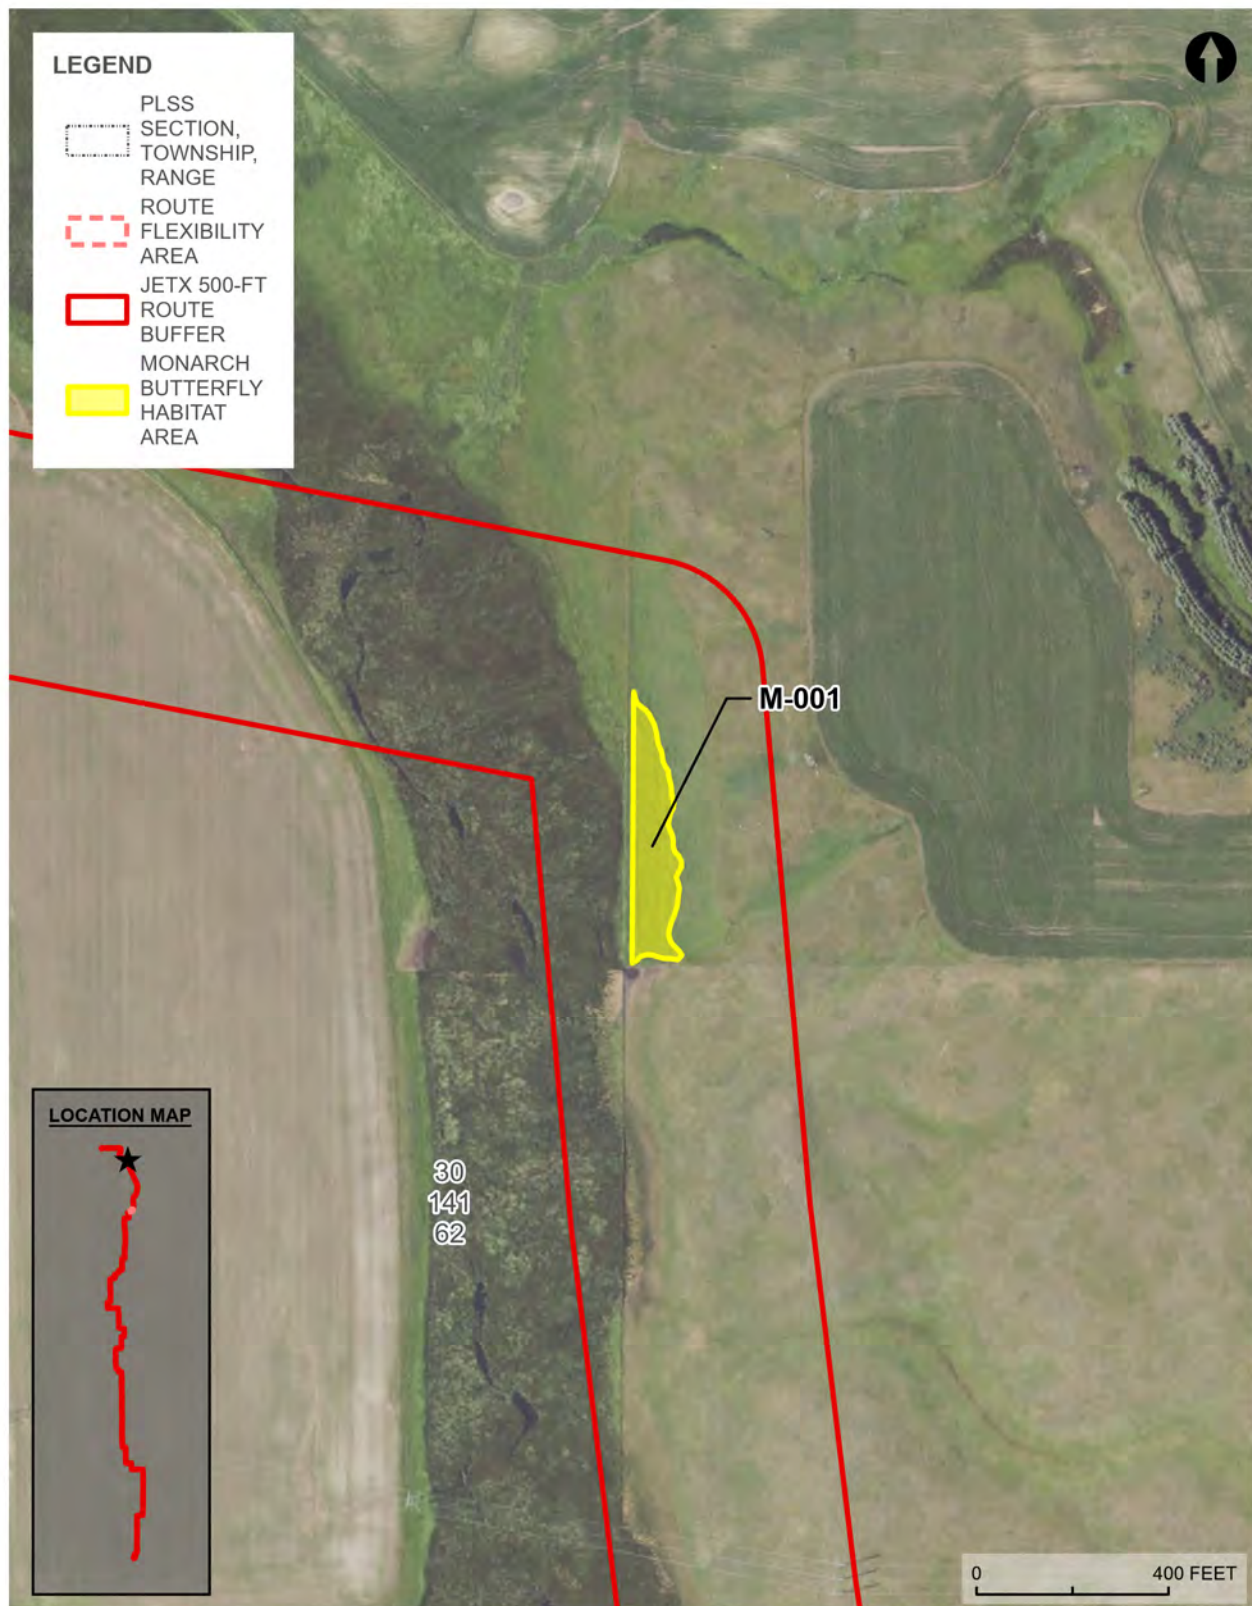 LEGEND
PLSS
SECTION,
TOWNSHIP,
RANGE
ROUTE
FLEXIBILITY
AREA
JETX 500-FT
ROUTE
BUFFER
MONARCH
BUTTERFLY
HABITAT
AREA
M-001
LOCATION MAP
30
141
62
0 400 FEET